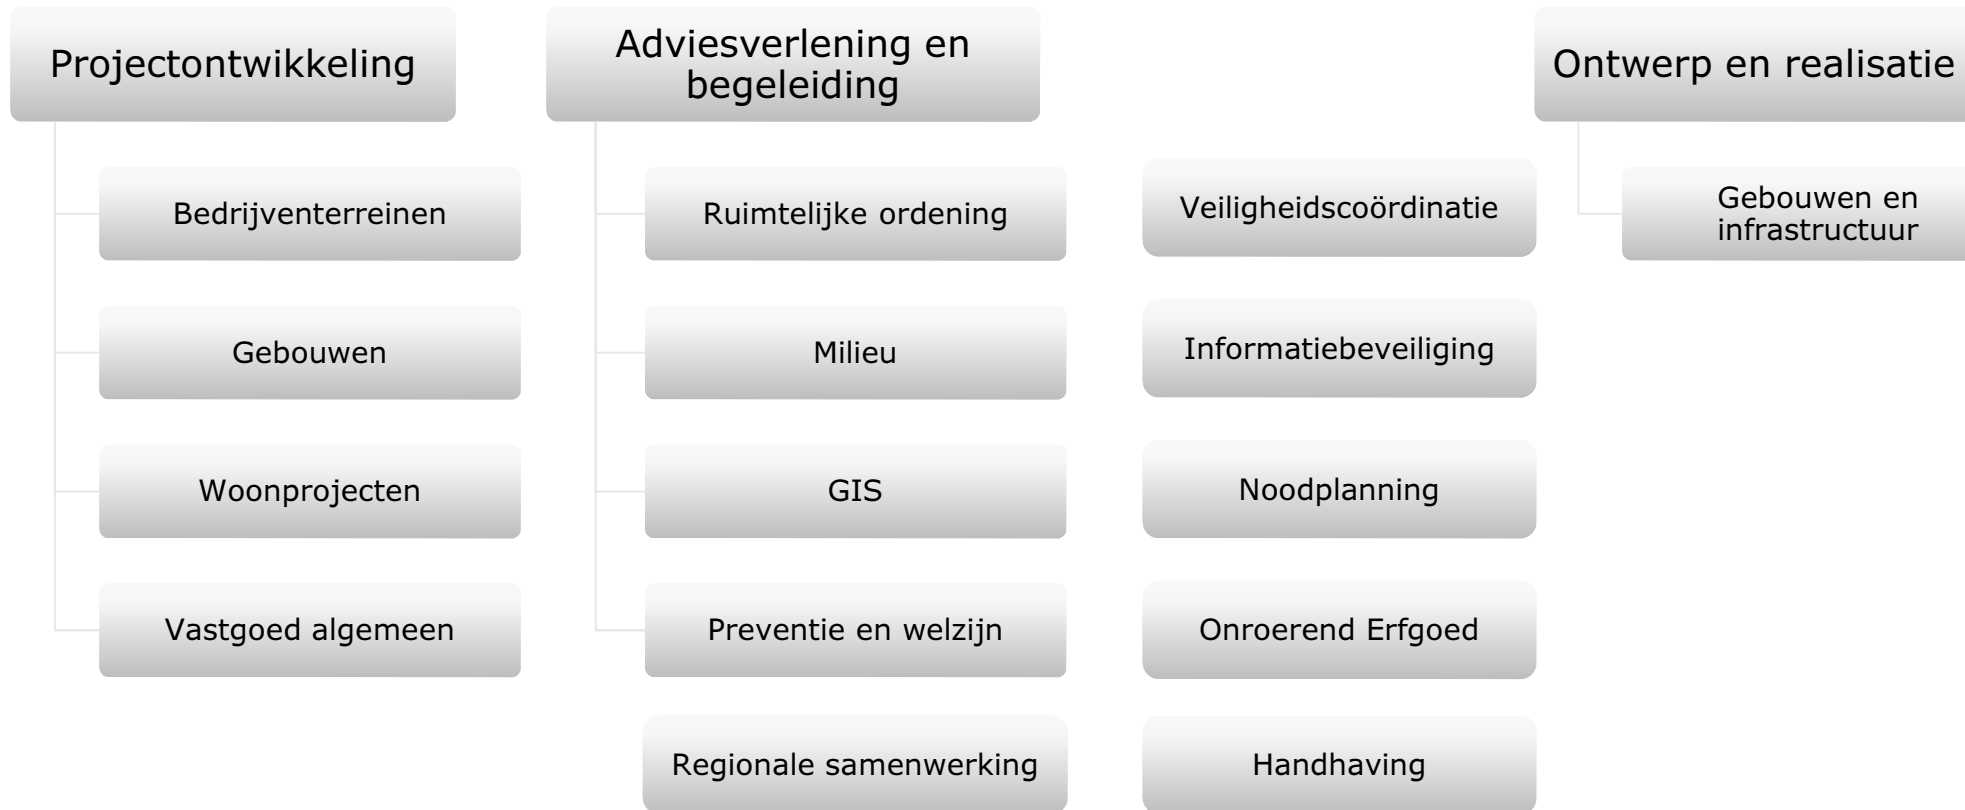 Projectontwikkeling
Bedrijventerreinen
Gebouwen
Woonprojecten
Vastgoed algemeen
Adviesverlening en
begeleiding
Ruimtelijke ordening
Milieu
GIS
Preventie en welzijn
Regionale samenwerking
Veiligheidscoördinatie
Informatiebeveiliging
Noodplanning
Onroerend Erfgoed
Handhaving
Ontwerp en realisatie
Gebouwen en
infrastructuur